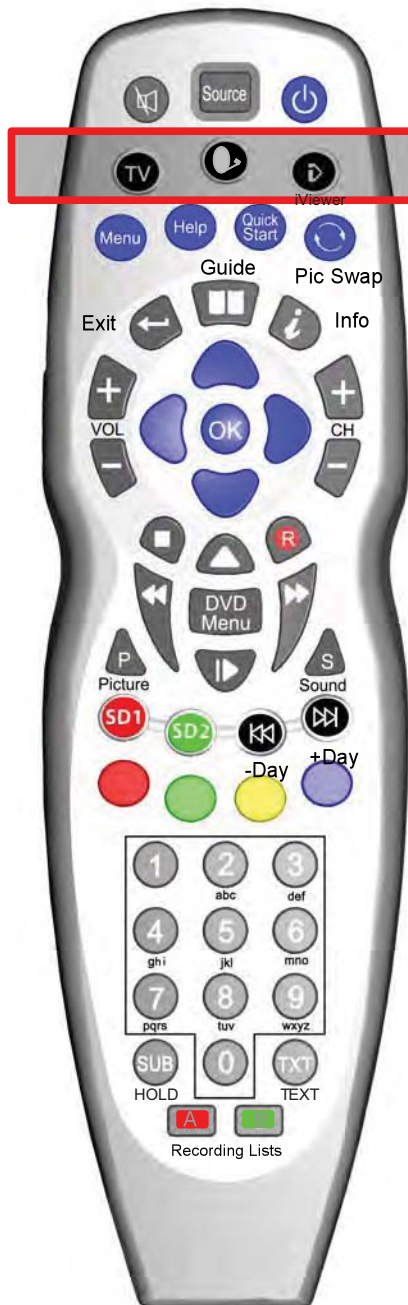 Source
TV
iViewer
Menu Help Quick Start
Pic Swap
Guide
Exit Info
VOL OK CH
R
DVD
Menu
P S
Picture Sound
SD1 SD2
-Day +Day
1 2 3
abc def
4 5 6
ghi jkl mno
7 8 9
pqrs tuv wxyz
SUB 0 TXT
HOLD TEXT
A B
Recording Lists